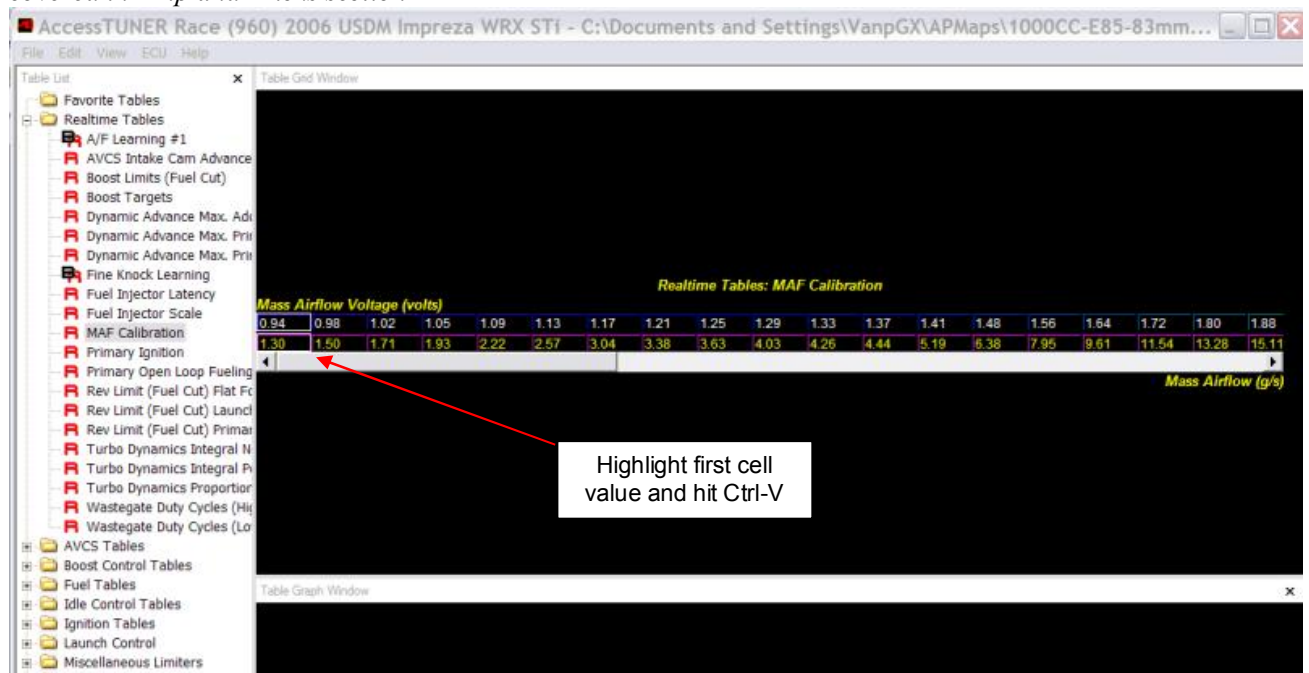 AccessTUNER Race (960) 2006 USDM Impreza WRX STi - C:\Documents and Settings\VanpGX\APMaps\1000CC-E85-83mm...
File Edit View ECU Help
Table List x
Favorite Tables
Realtime Tables
A/F Learning #1
AVCS Intake Cam Advance
Boost Limits (Fuel Cut)
Boost Targets
Dynamic Advance Max. Add
Dynamic Advance Max. Prir
Dynamic Advance Max. Prir
Fine Knock Learning
Fuel Injector Latency
Fuel Injector Scale
MAF Calibration
Primary Ignition
Primary Open Loop Fueling
Rev Limit (Fuel Cut) Flat Fo
Rev Limit (Fuel Cut) Launch
Rev Limit (Fuel Cut) Primar
Turbo Dynamics Integral N
Turbo Dynamics Integral P
Turbo Dynamics Proportior
Wastegate Duty Cycles (Hig
Wastegate Duty Cycles (Lo
AVCS Tables
Boost Control Tables
Fuel Tables
Idle Control Tables
Ignition Tables
Launch Control
Miscellaneous Limiters
Table Grid Window
Realtime Tables: MAF Calibration
Mass Airflow Voltage (volts)
0.94 0.98 1.02 1.05 1.09 1.13 1.17 1.21 1.25 1.29 1.33 1.37 1.41 1.48 1.56 1.64 1.72 1.80 1.88
1.30 1.50 1.71 1.93 2.22 2.57 3.04 3.38 3.63 4.03 4.26 4.44 5.19 6.38 7.95 9.61 11.54 13.28 15.11
Mass Airflow (g/s)
Highlight first cell
value and hit Ctrl-V
Table Graph Window x